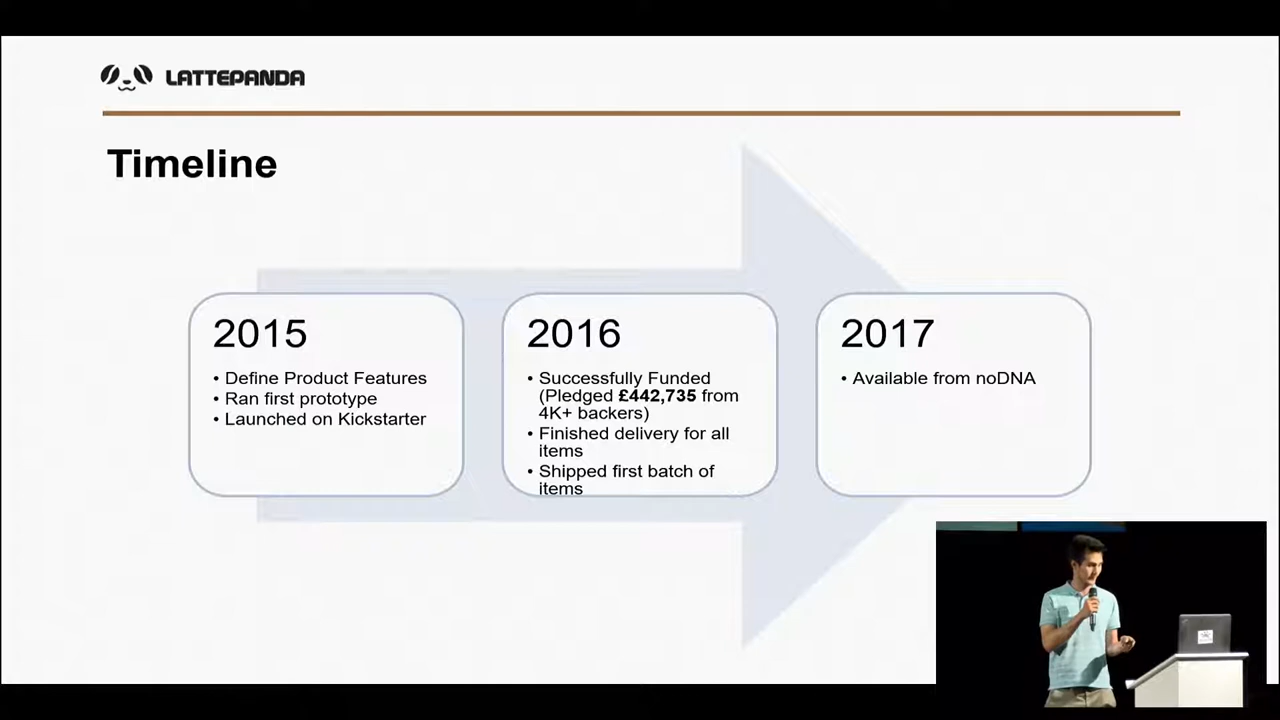 LATTEPANDA
Timeline
2015
• Define Product Features
• Ran first prototype
• Launched on Kickstarter
2016
• Successfully Funded
(Pledged £442,735 from
4K+ backers)
• Finished delivery for all
items
• Shipped first batch of
items
2017
• Available from noDNA